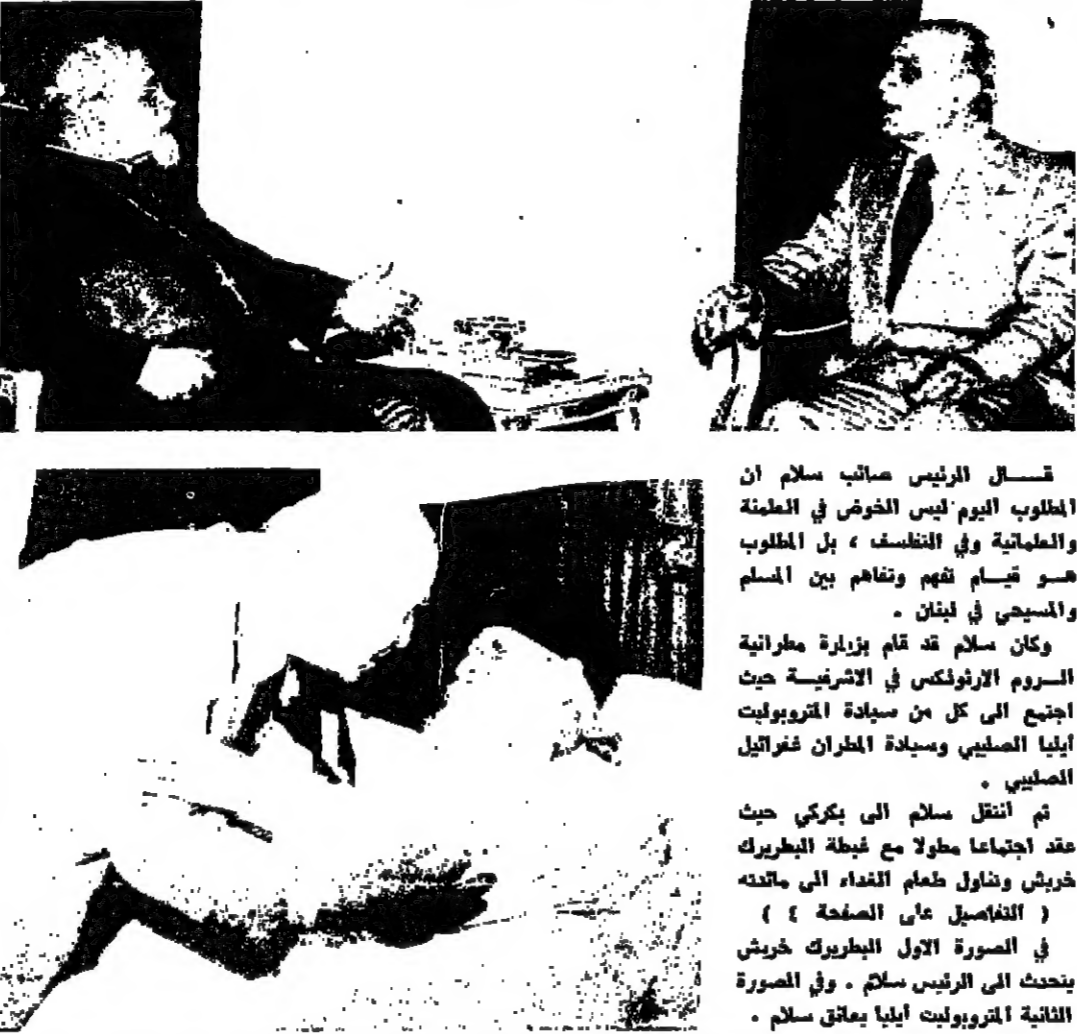 قـــال الرئيس صائب سلام ان
المطلوب اليوم ليس الخوض في العلمنة
والعلمانية وفي التفلسف ، بل المطلوب
هــو قيــام تفهم وتفاهم بين المسلم
والمسيحي في لبنان .
وكان سلام قد قام بزيارة مطرانية
الــروم الارثوذكس في الاشرفيــة حيث
اجتمع الى كل من سيادة المتروبوليت
أيليا الصليبي وسيادة المطران غفرائيل
الصليبي .
ثم أنتقل سلام الى بكركي حيث
عقد اجتماعا مطولا مع غبطة البطريرك
خريش وتناول طعام الغداء الى مائدته
( التفاصيل على الصفحة ٤ )
في الصورة الاول البطريرك خريش
يتحدث الى الرئيس سلام . وفي الصورة
الثانية المتروبوليت أيليا يعانق سلام .